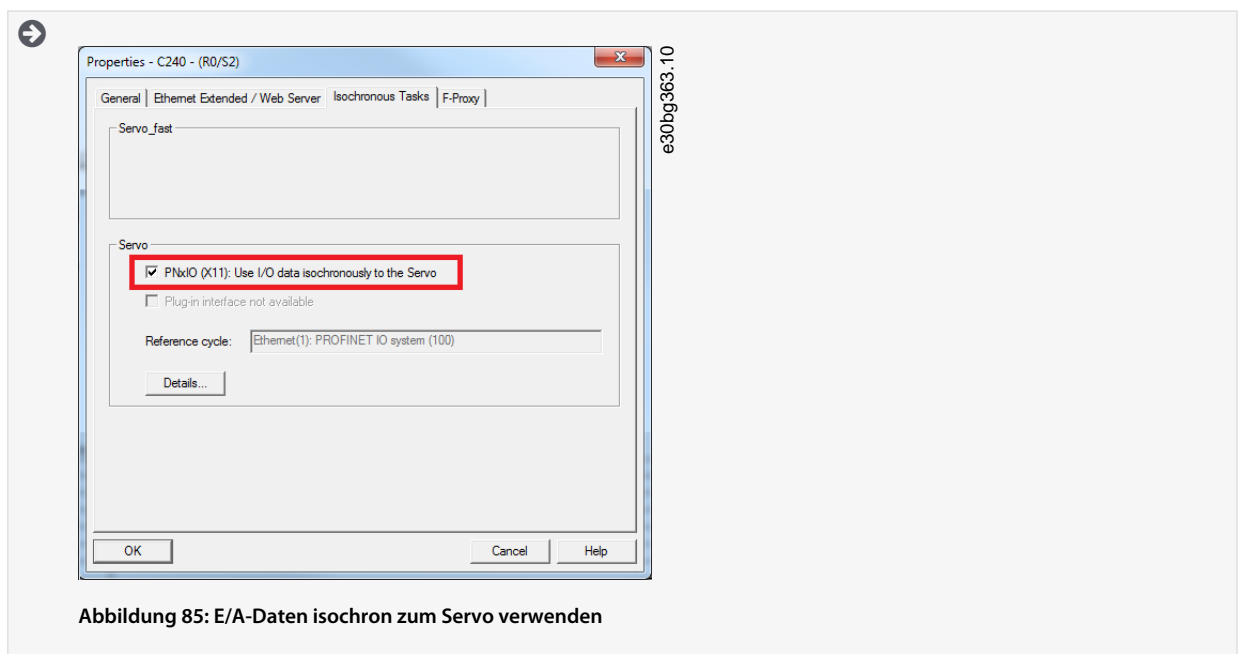 Properties - C240 - (R0/S2)
General
Ethernet Extended / Web Server
Isochronous Tasks
F-Proxy
Servo_fast
Servo
PNxIO (X11): Use I/O data isochronously to the Servo
Plug-in interface not available
Reference cycle: Ethernet(1): PROFINET IO system (100)
Details...
OK
Cancel
Help
e30bg363.10
Abbildung 85: E/A-Daten isochron zum Servo verwenden